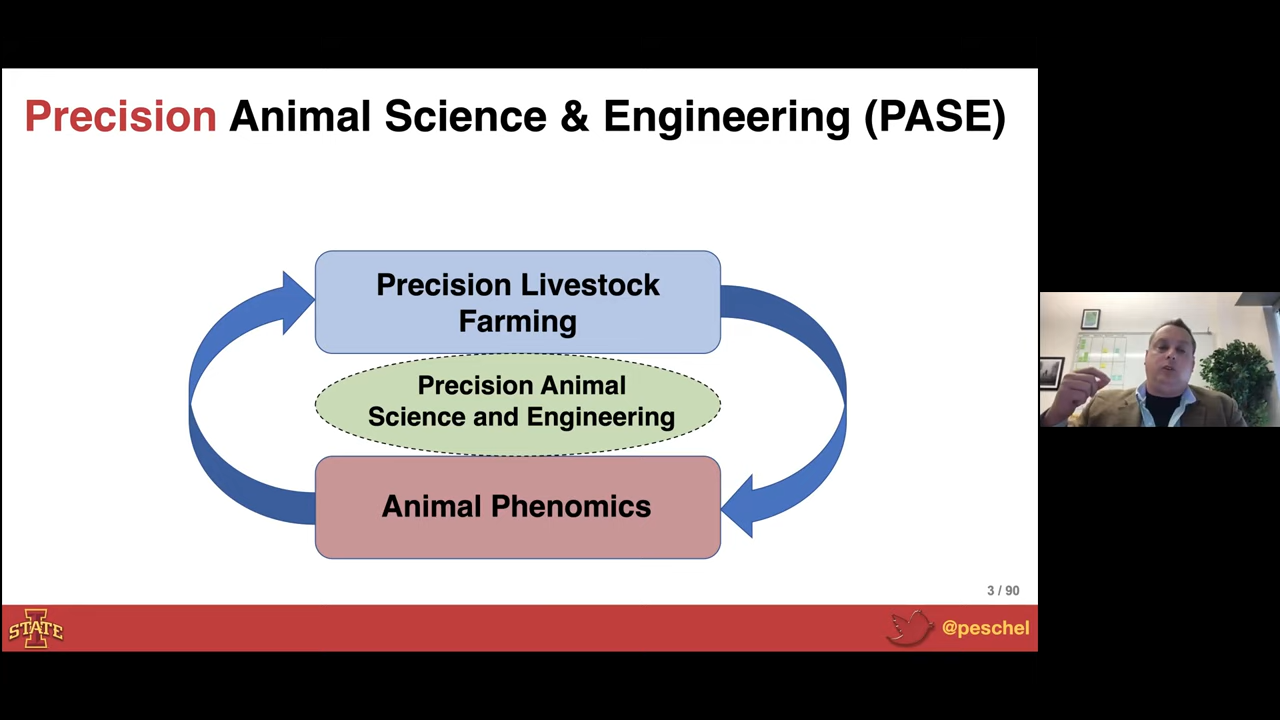 Precision Animal Science & Engineering (PASE)
Precision Livestock
Farming
Precision Animal
Science and Engineering
Animal Phenomics
3 / 90
I
STATE
@peschel